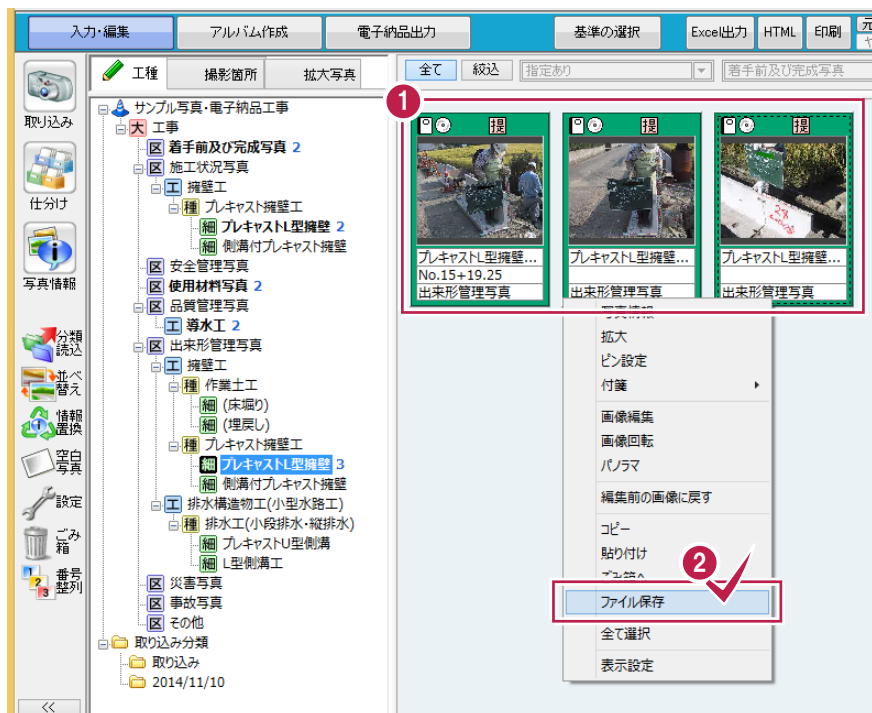 入力・編集 アルバム作成 電子納品出力 基準の選択 Excel出力 HTML 印刷 元
工種 撮影箇所 拡大写真 全て 絞込 指定あり 着手前及び完成写真
取り込み
仕分け
写真情報
分類
読込
並べ
替え
情報
置換
空白
写真
設定
ごみ
箱
番号
整列
<<
サンプル写真・電子納品工事
大 工事
区 着手前及び完成写真 2
区 施工状況写真
工 擁壁工
種 プレキャスト擁壁工
細 プレキャストL型擁壁 2
細 側溝付プレキャスト擁壁
区 安全管理写真
区 使用材料写真 2
区 品質管理写真
工 導水工 2
区 出来形管理写真
工 擁壁工
種 作業土工
細 (床堀り)
細 (埋戻し)
種 プレキャスト擁壁工
細 プレキャストL型擁壁 3
細 側溝付プレキャスト擁壁
工 排水構造物工(小型水路工)
種 排水工(小段排水・縦排水)
細 プレキャストU型側溝
細 L型側溝工
区 災害写真
区 事故写真
区 その他
取り込み分類
取り込み
2014/11/10
1
提 提 提
プレキャストL型擁壁... プレキャストL型擁壁... プレキャストL型擁壁...
No.15+19.25
出来形管理写真 出来形管理写真 出来形管理写真
写真情報
拡大
ピン設定
付箋
画像編集
画像回転
パノラマ
編集前の画像に戻す
コピー
貼り付け
ごみ箱へ
2
ファイル保存
全て選択
表示設定